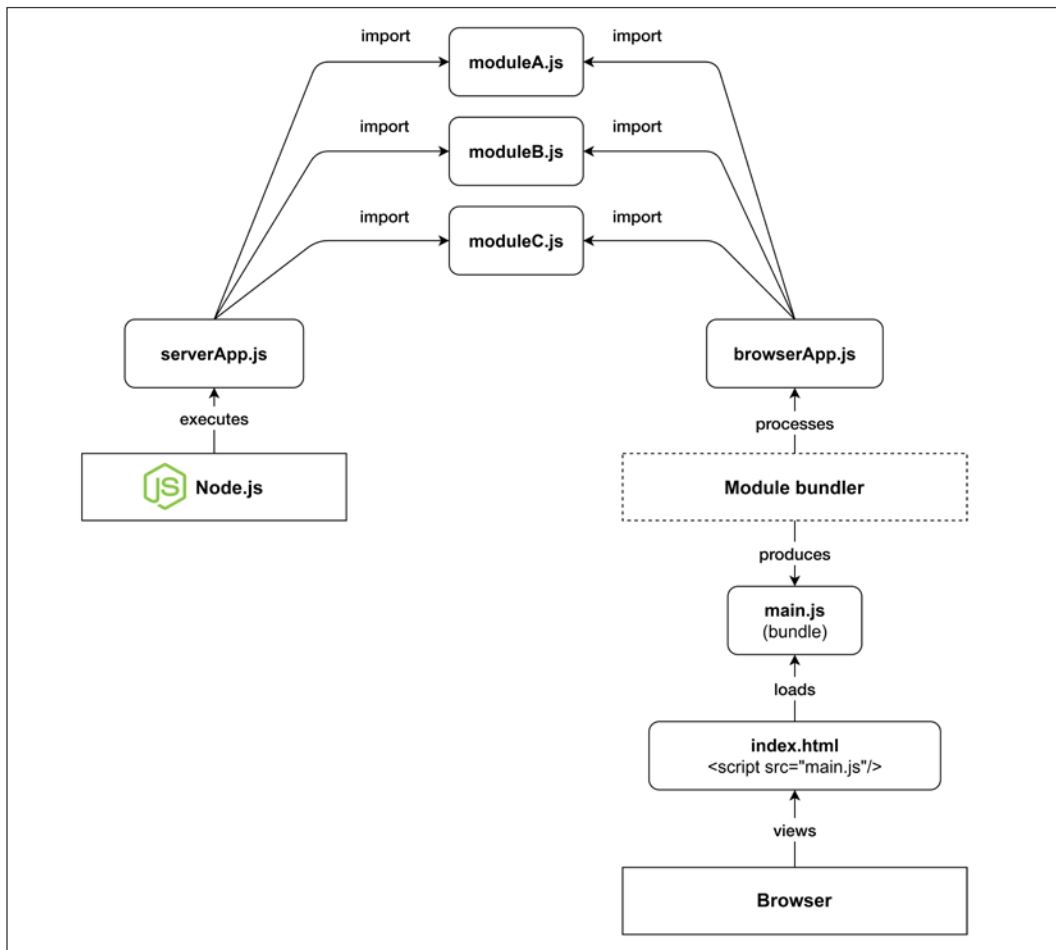 import
import
moduleA.js
import
import
moduleB.js
import
import
moduleC.js
serverApp.js
browserApp.js
executes
processes
JS
Node.js
Module bundler
produces
main.js
(bundle)
loads
index.html
<script src="main.js"/>
views
Browser